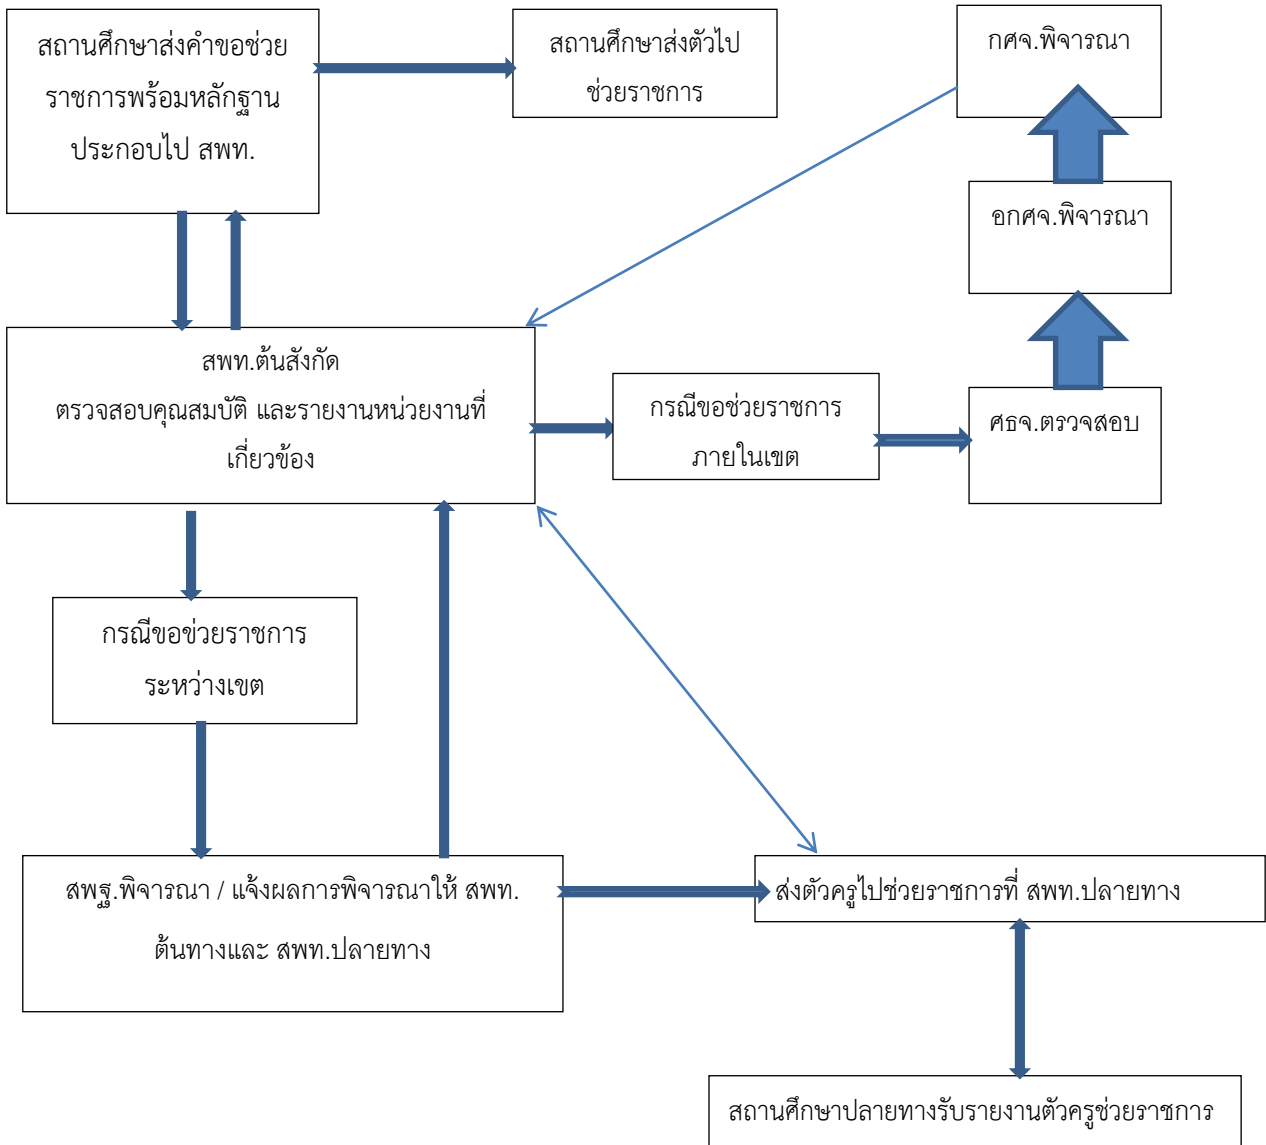 สถานศึกษาส่งคำขอช่วย
ราชการพร้อมหลักฐาน
ประกอบไป สพท.
สถานศึกษาส่งตัวไป
ช่วยราชการ
กศจ.พิจารณา
อกศจ.พิจารณา
สพท.ต้นสังกัด
ตรวจสอบคุณสมบัติ และรายงานหน่วยงานที่
เกี่ยวข้อง
กรณีขอช่วยราชการ
ภายในเขต
ศธจ.ตรวจสอบ
กรณีขอข่วยราชการ
ระหว่างเขต
สพฐ.พิจารณา / แจ้งผลการพิจารณาให้ สพท.
ต้นทางและ สพท.ปลายทาง
ส่งตัวครูไปช่วยราชการที่ สพท.ปลายทาง
สถานศึกษาปลายทางรับรายงานตัวครูช่วยราชการ